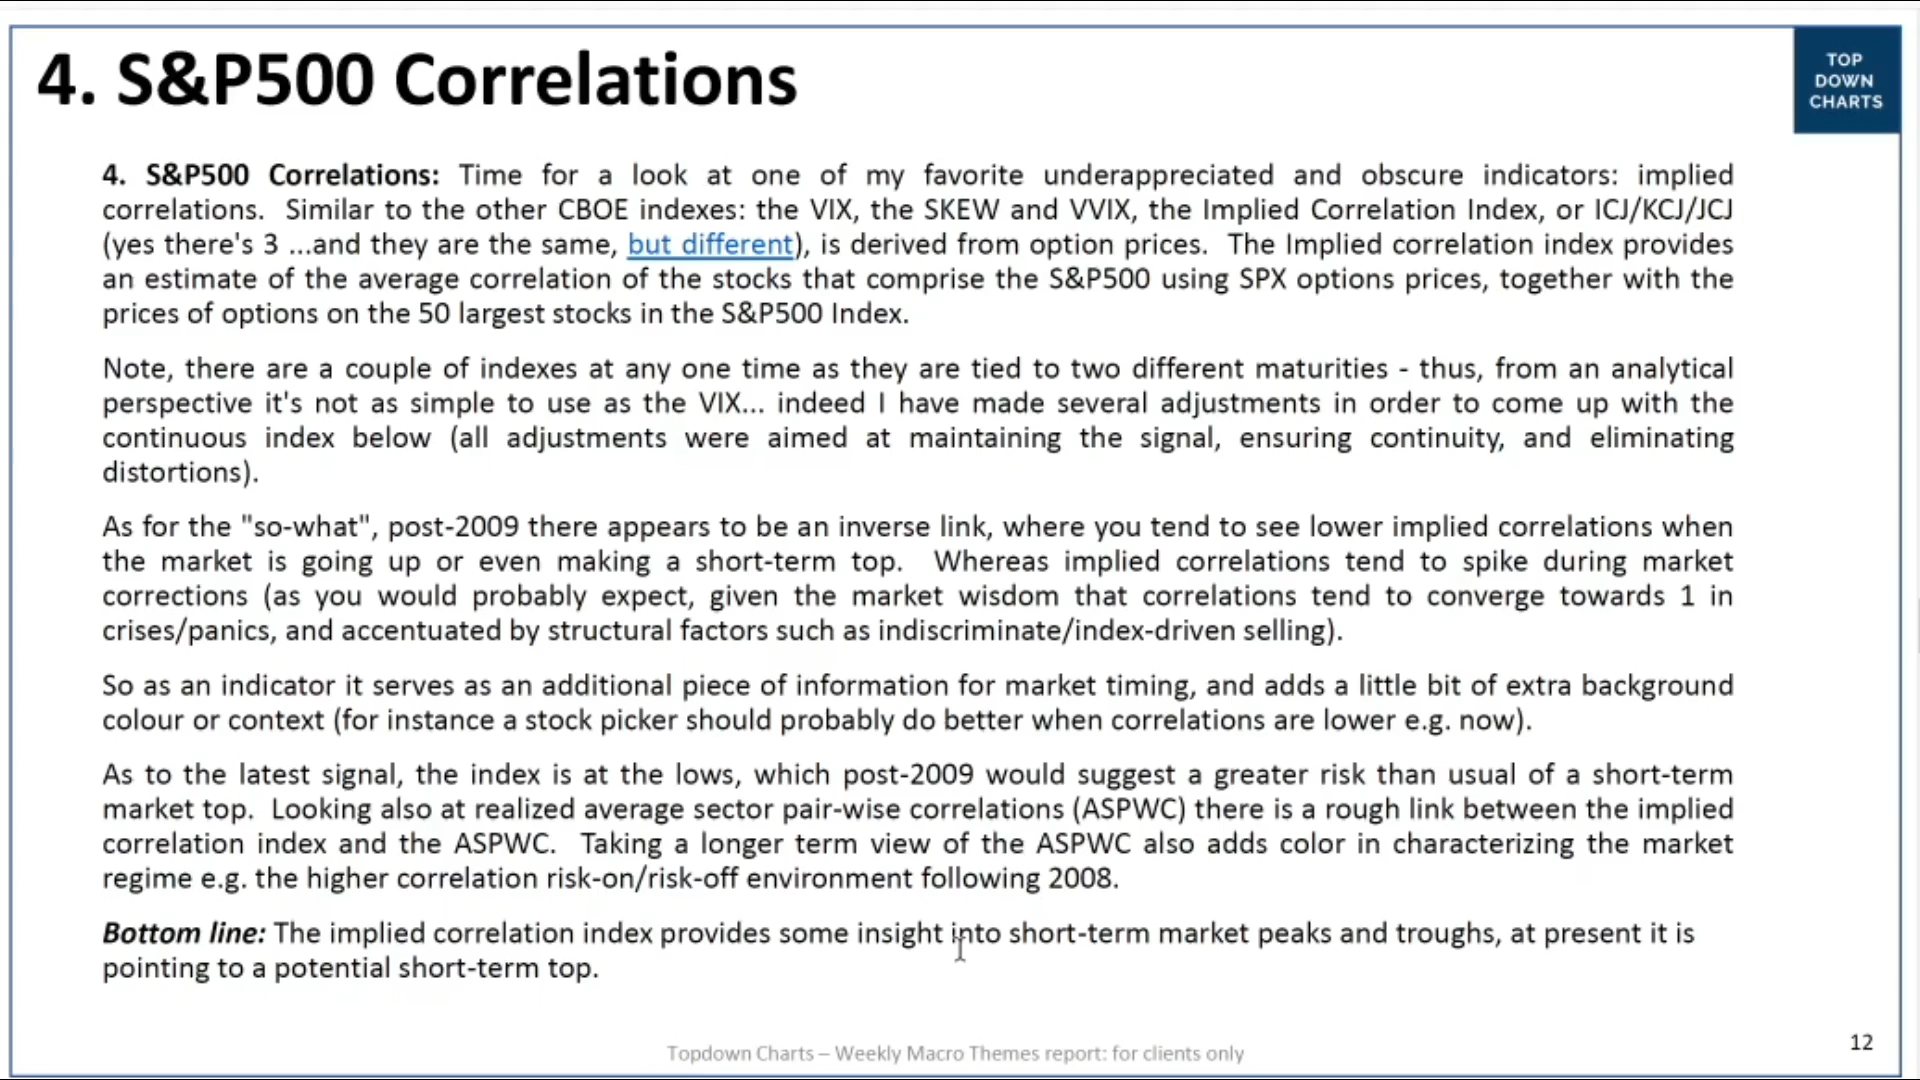 4. S&P500 Correlations
TOP
DOWN
CHARTS
4. S&P500 Correlations: Time for a look at one of my favorite underappreciated and obscure indicators: implied
correlations. Similar to the other CBOE indexes: the VIX, the SKEW and VVIX, the Implied Correlation Index, or ICJ/KCJ/JCJ
(yes there's 3 ...and they are the same, but different), is derived from option prices. The Implied correlation index provides
an estimate of the average correlation of the stocks that comprise the S&P500 using SPX options prices, together with the
prices of options on the 50 largest stocks in the S&P500 Index.
Note, there are a couple of indexes at any one time as they are tied to two different maturities - thus, from an analytical
perspective it's not as simple to use as the VIX... indeed I have made several adjustments in order to come up with the
continuous index below (all adjustments were aimed at maintaining the signal, ensuring continuity, and eliminating
distortions).
As for the "so-what", post-2009 there appears to be an inverse link, where you tend to see lower implied correlations when
the market is going up or even making a short-term top. Whereas implied correlations tend to spike during market
corrections (as you would probably expect, given the market wisdom that correlations tend to converge towards 1 in
crises/panics, and accentuated by structural factors such as indiscriminate/index-driven selling).
So as an indicator it serves as an additional piece of information for market timing, and adds a little bit of extra background
colour or context (for instance a stock picker should probably do better when correlations are lower e.g. now).
As to the latest signal, the index is at the lows, which post-2009 would suggest a greater risk than usual of a short-term
market top. Looking also at realized average sector pair-wise correlations (ASPWC) there is a rough link between the implied
correlation index and the ASPWC. Taking a longer term view of the ASPWC also adds color in characterizing the market
regime e.g. the higher correlation risk-on/risk-off environment following 2008.
Bottom line: The implied correlation index provides some insight into short-term market peaks and troughs, at present it is
pointing to a potential short-term top.
Topdown Charts – Weekly Macro Themes report: for clients only
12